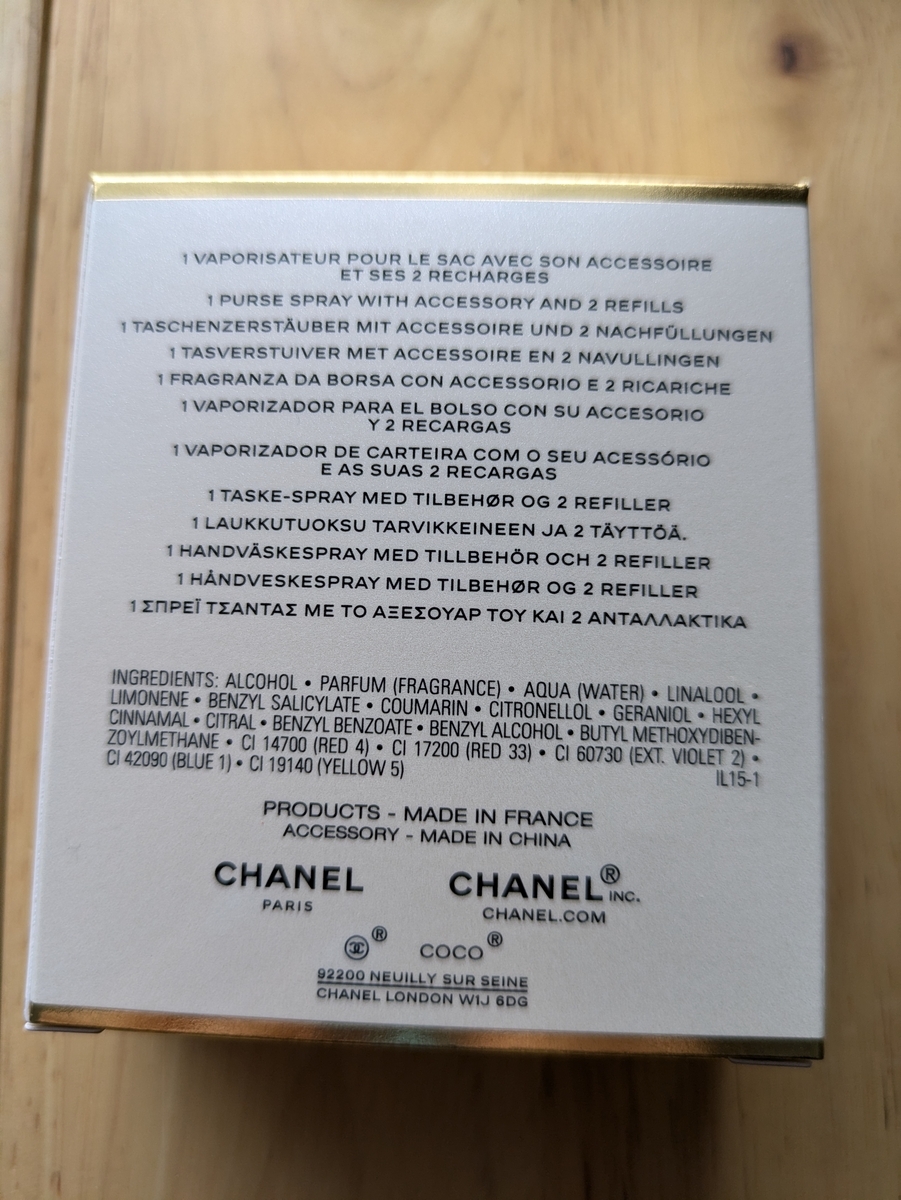 1 VAPORISATEUR POUR LE SAC AVEC SON ACCESSOIRE
ET SES 2 RECHARGES
1 PURSE SPRAY WITH ACCESSORY AND 2 REFILLS
1 TASCHENZERSTÄUBER MIT ACCESSOIRE UND 2 NACHFÜLLUNGEN
1 TASVERSTUIVER MET ACCESSOIRE EN 2 NAVULLINGEN
1 FRAGRANZA DA BORSA CON ACCESSORIO E 2 RICARICHE
1 VAPORIZADOR PARA EL BOLSO CON SU ACCESORIO
Y 2 RECARGAS
1 VAPORIZADOR DE CARTEIRA COM O SEU ACESSÓRIO
E AS SUAS 2 RECARGAS
1 TASKE-SPRAY MED TILBEHØR OG 2 REFILLER
1 LAUKKUTUOKSU TARVIKKEINEEN JA 2 TÄYTTÖÄ.
1 HANDVÄSKESPRAY MED TILLBEHÖR OCH 2 REFILLER
1 HÅNDVESKESPRAY MED TILBEHØR OG 2 REFILLER
1 ΣΠΡΕΪ ΤΣΑΝΤΑΣ ΜΕ ΤΟ ΑΞΕΣΟΥΑΡ ΤΟΥ ΚΑΙ 2 ΑΝΤΑΛΛΑΚΤΙΚΑ
INGREDIENTS: ALCOHOL • PARFUM (FRAGRANCE) • AQUA (WATER) • LINALOOL •
LIMONENE • BENZYL SALICYLATE • COUMARIN • CITRONELLOL • GERANIOL • HEXYL
CINNAMAL • CITRAL • BENZYL BENZOATE • BENZYL ALCOHOL • BUTYL METHOXYDIBEN-
ZOYLMETHANE • CI 14700 (RED 4) • CI 17200 (RED 33) • CI 60730 (EXT. VIOLET 2) •
CI 42090 (BLUE 1) • CI 19140 (YELLOW 5) IL15-1
PRODUCTS - MADE IN FRANCE
ACCESSORY - MADE IN CHINA
CHANEL CHANEL® INC.
PARIS CHANEL.COM
® COCO®
92200 NEUILLY SUR SEINE
CHANEL LONDON W1J 6DG